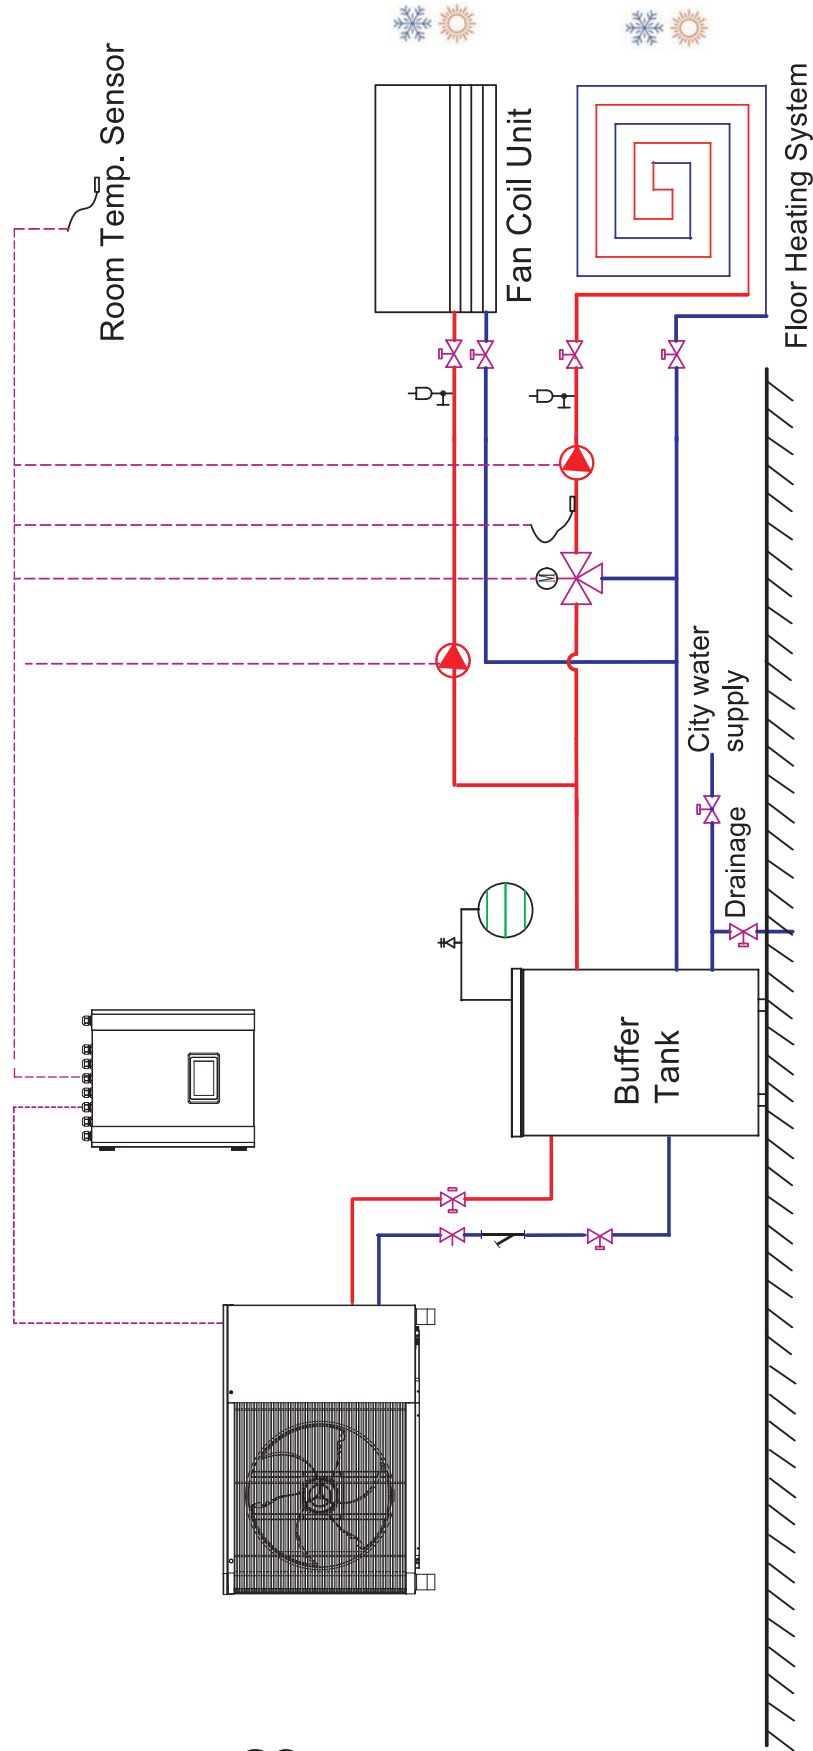 Room Temp. Sensor
Fan Coil Unit
Floor Heating System
M
City water
supply
Drainage
Buffer
Tank